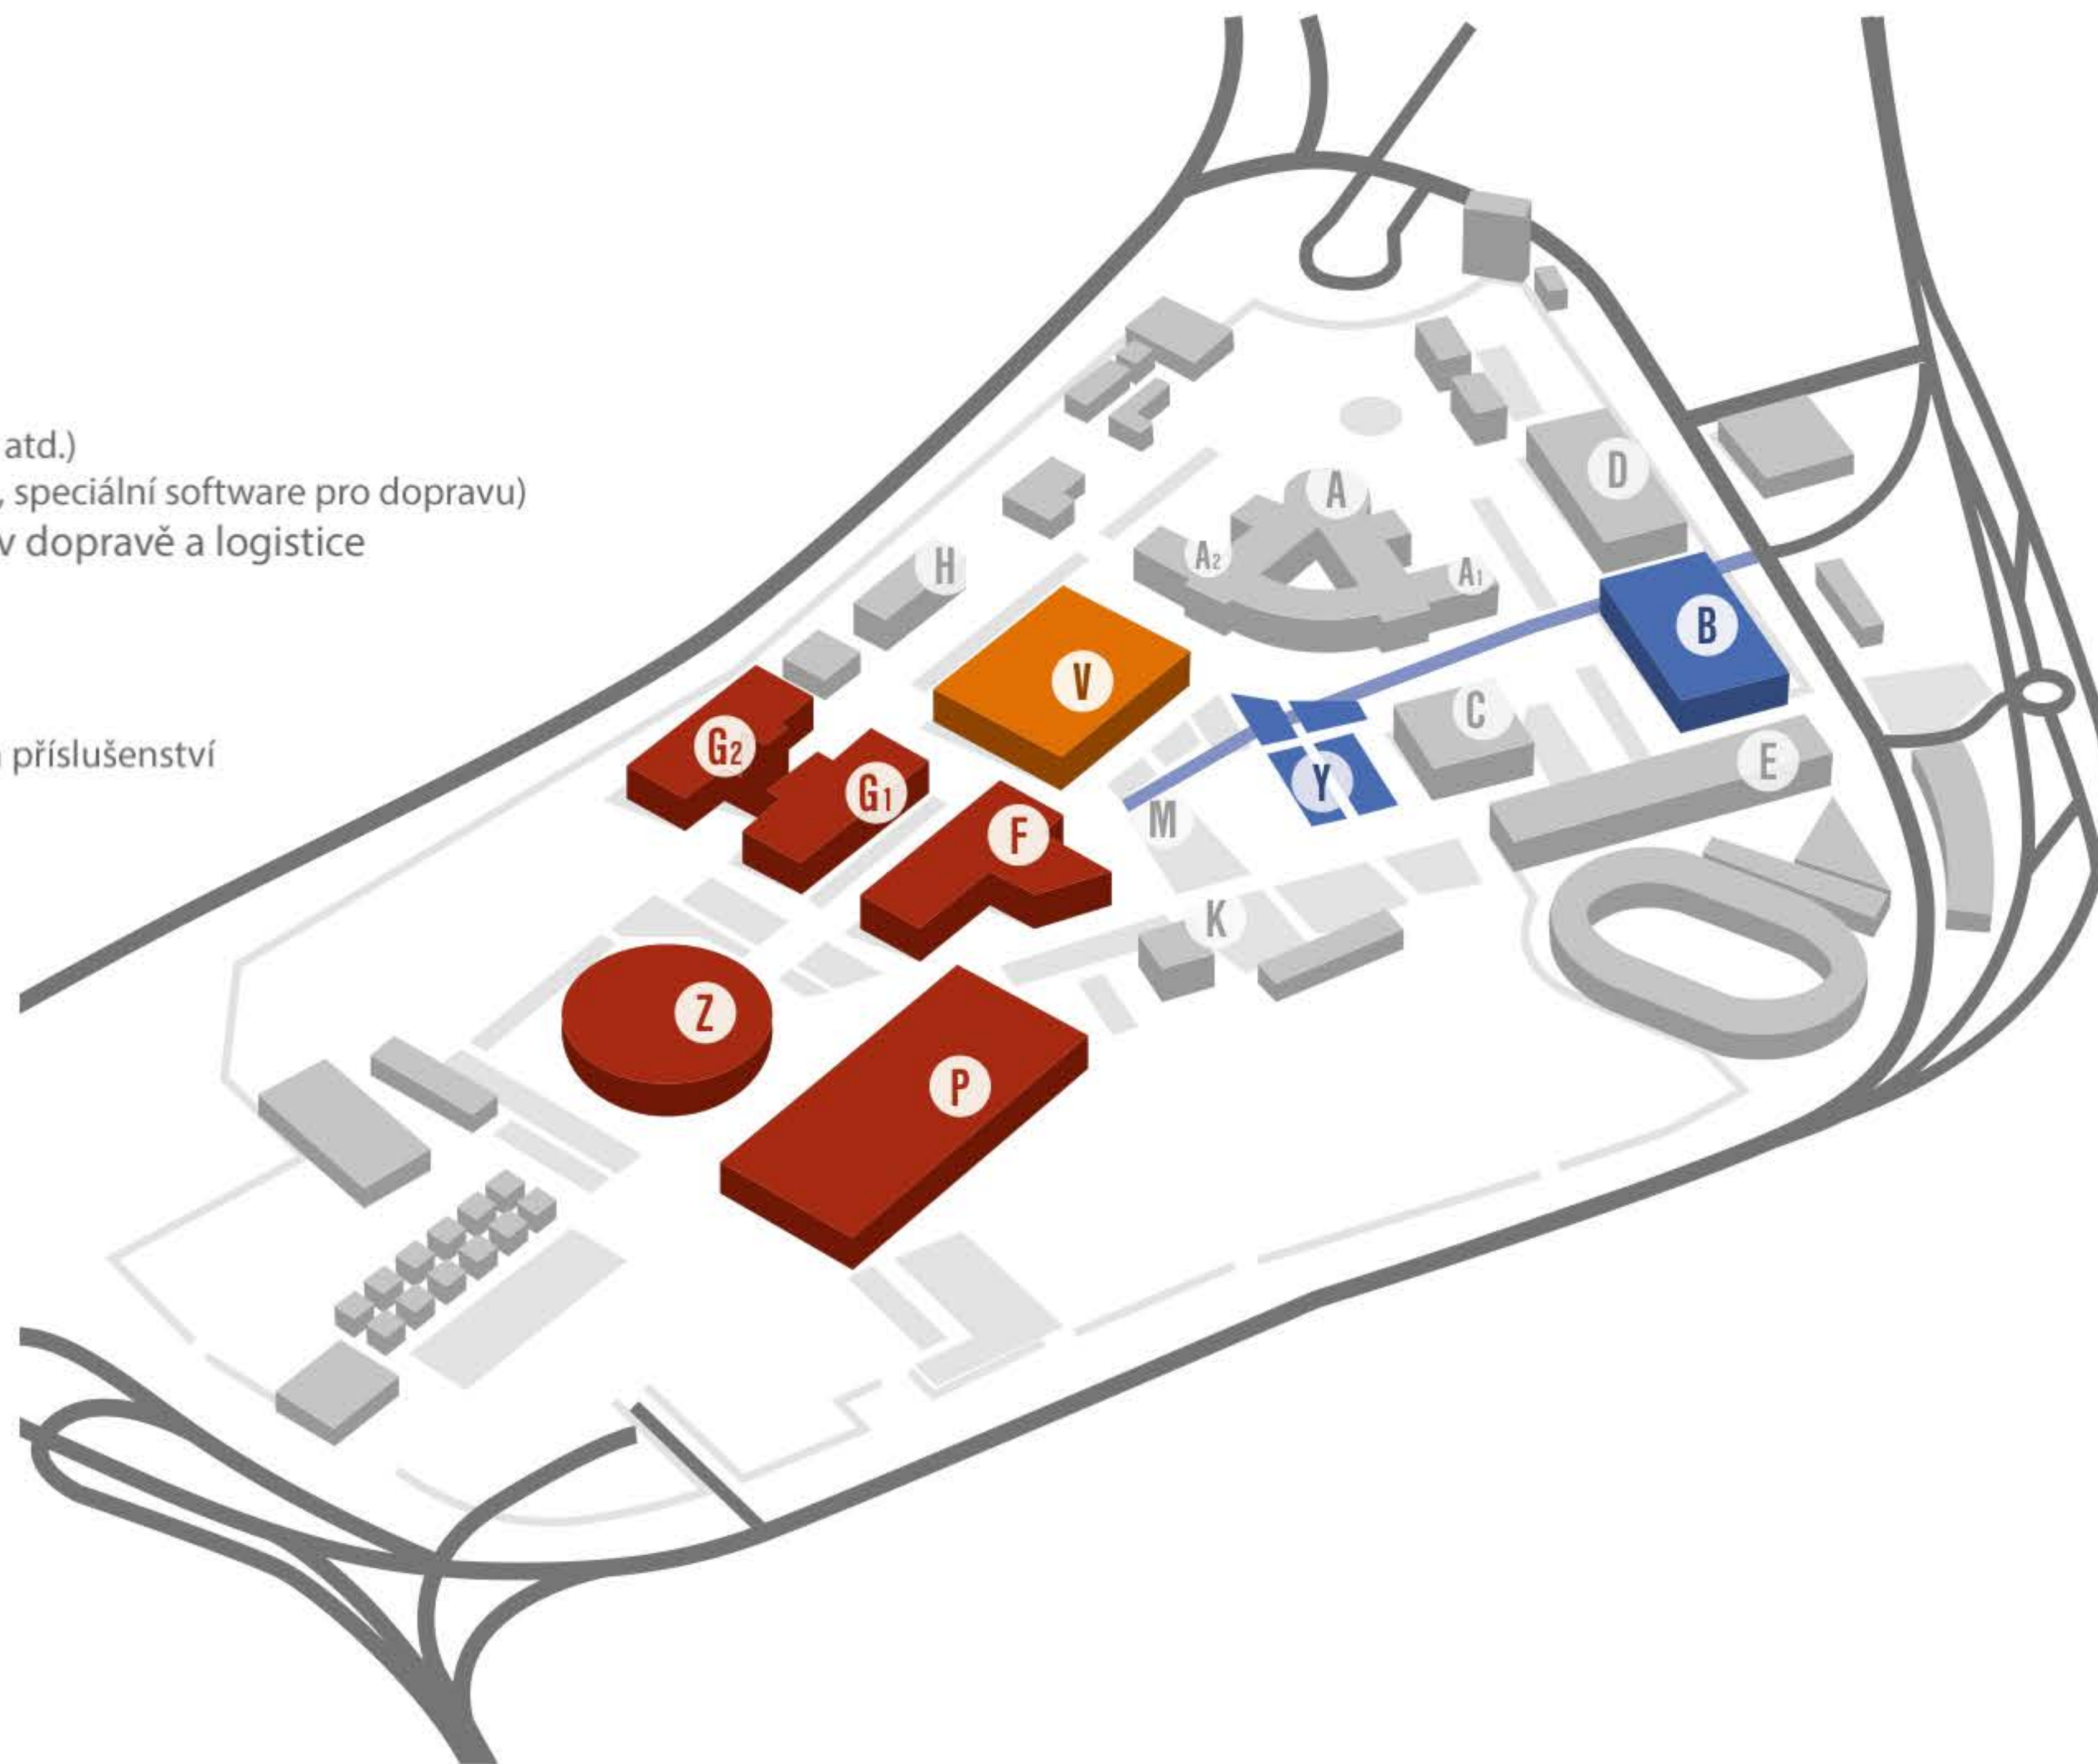 atd.)
, speciální software pro dopravu)
v dopravě a logistice
příslušenství
A
D
A2
A1
H
B
V
C
G2
E
Y
G1
M
F
K
Z
P